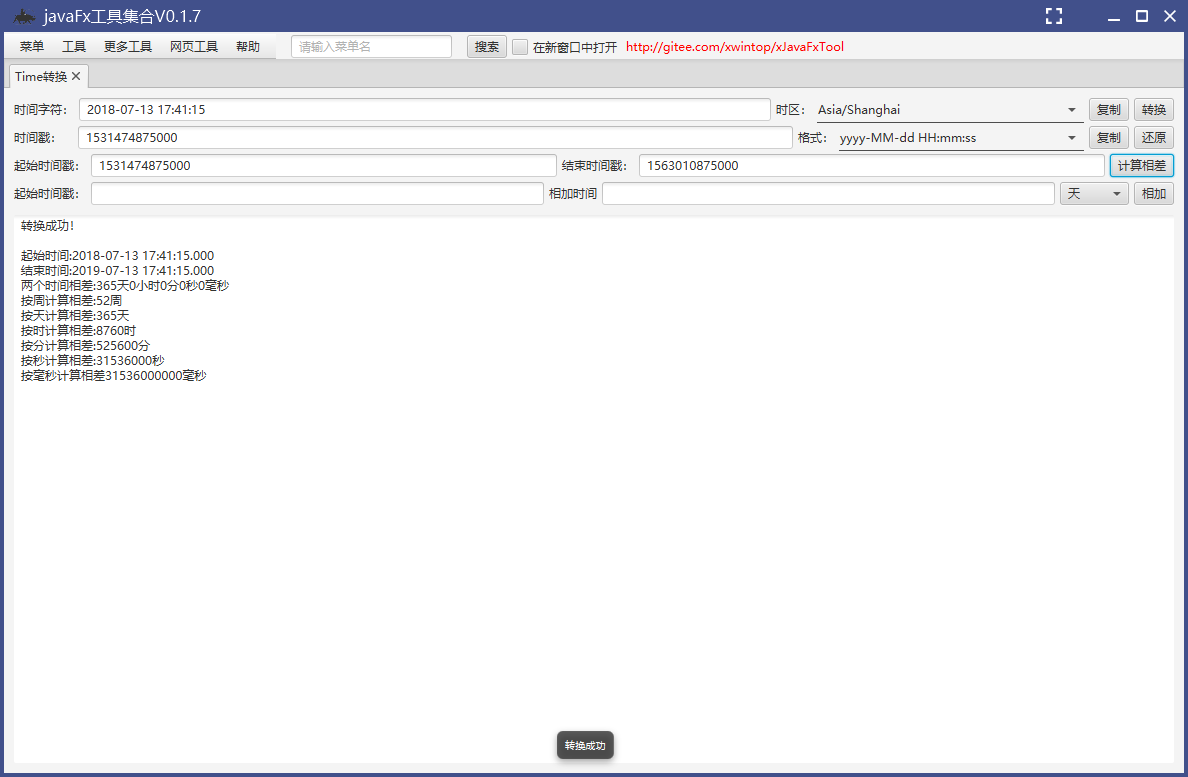 javaFx工具集合V0.1.7
菜单 工具 更多工具 网页工具 帮助 请输入菜单名 搜索 在新窗口中打开 http://gitee.com/xwintop/xJavaFxTool
Time转换
时间字符: 2018-07-13 17:41:15 时区: Asia/Shanghai 复制 转换
时间戳: 1531474875000 格式: yyyy-MM-dd HH:mm:ss 复制 还原
起始时间戳: 1531474875000 结束时间戳: 1563010875000 计算相差
起始时间戳: 相加时间 天 相加
转换成功!
起始时间:2018-07-13 17:41:15.000
结束时间:2019-07-13 17:41:15.000
两个时间相差:365天0小时0分0秒0毫秒
按周计算相差:52周
按天计算相差:365天
按时计算相差:8760时
按分计算相差:525600分
按秒计算相差:31536000秒
按毫秒计算相差31536000000毫秒
转换成功